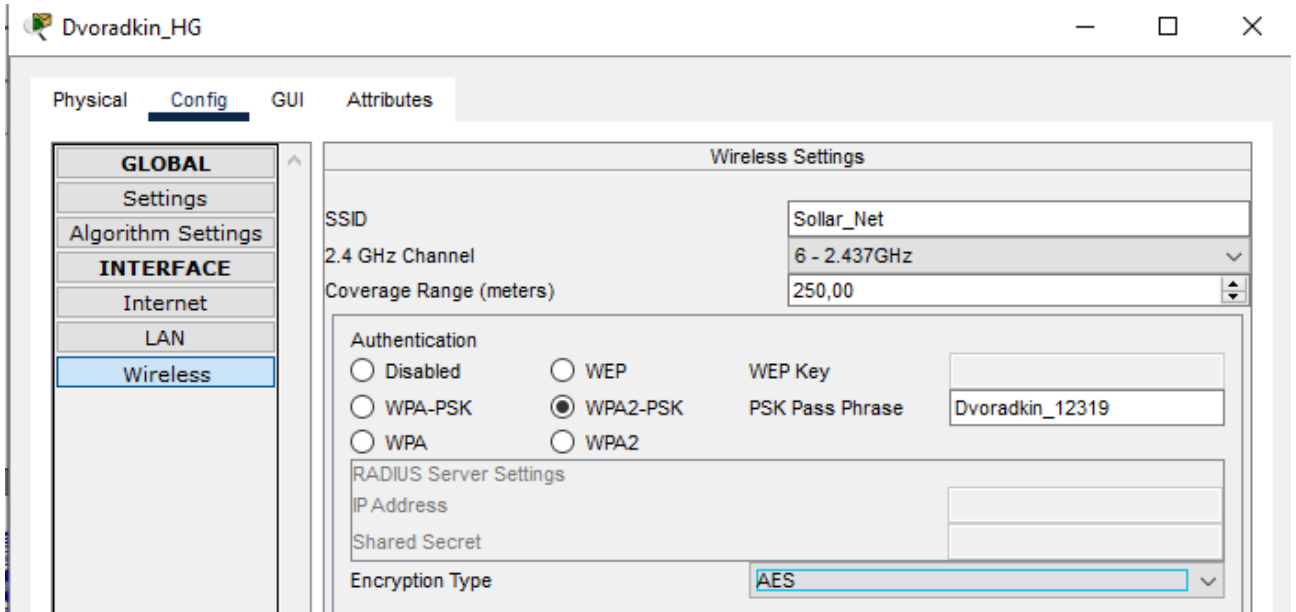 Dvoradkin_HG
Physical Config GUI Attributes
GLOBAL
Settings
Algorithm Settings
INTERFACE
Internet
LAN
Wireless
Wireless Settings
SSID Sollar_Net
2.4 GHz Channel 6 - 2.437GHz
Coverage Range (meters) 250,00
Authentication
Disabled WEP WEP Key
WPA-PSK WPA2-PSK PSK Pass Phrase Dvoradkin_12319
WPA WPA2
RADIUS Server Settings
IP Address
Shared Secret
Encryption Type AES